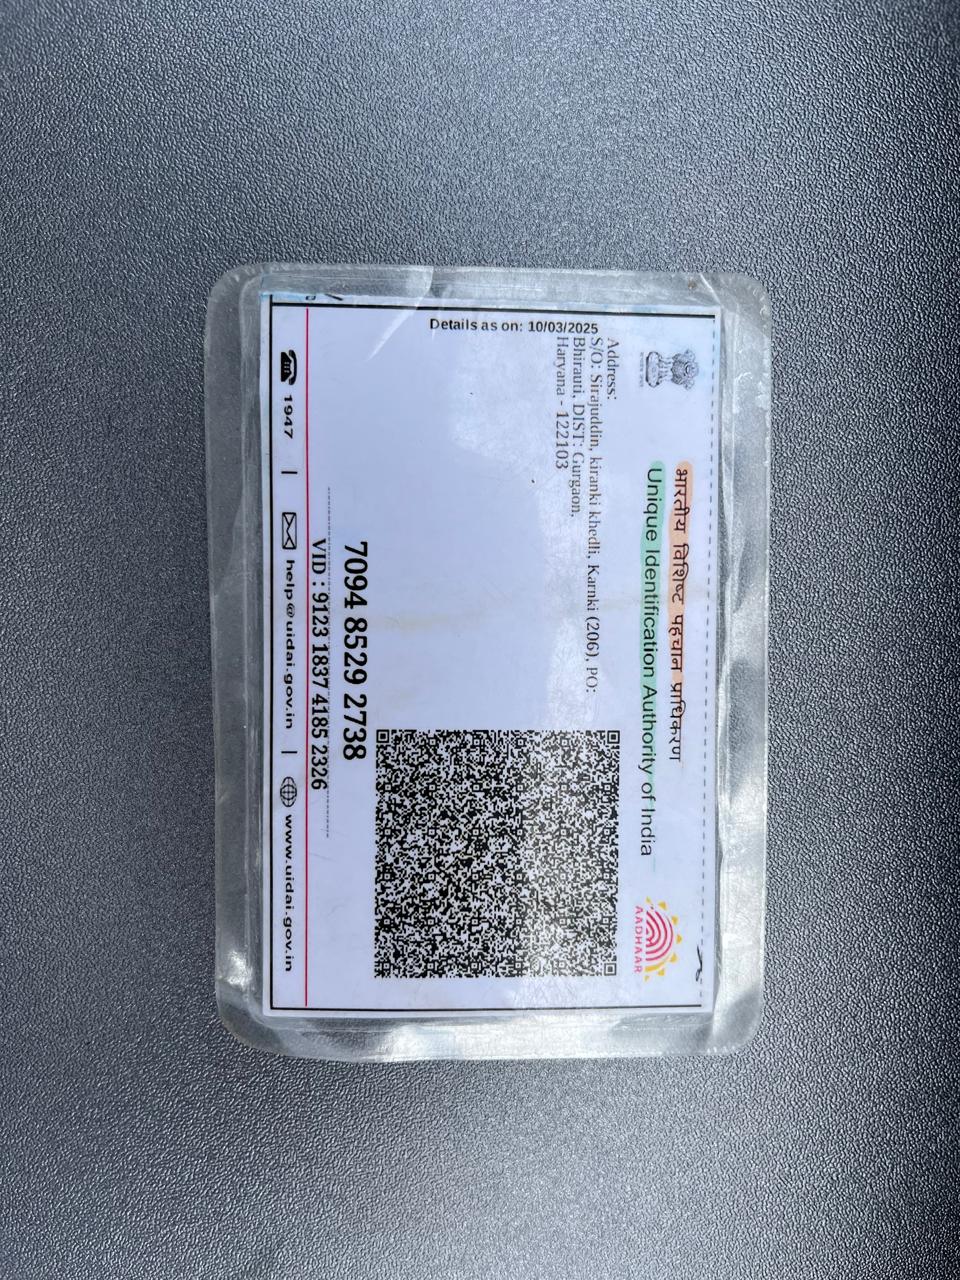 भारतीय विशिष्ट पहचान प्राधिकरण
Unique Identification Authority of India
AADHAAR
Details as on: 10/03/2025
Address:
S/O: Sirajuddin, kiranki khedli, Karnki (206), PO:
Bhirauti, DIST: Gurgaon,
Haryana - 122103
7094 8529 2738
VID : 9123 1837 4185 2326
1947 | help@uidai.gov.in | www.uidai.gov.in